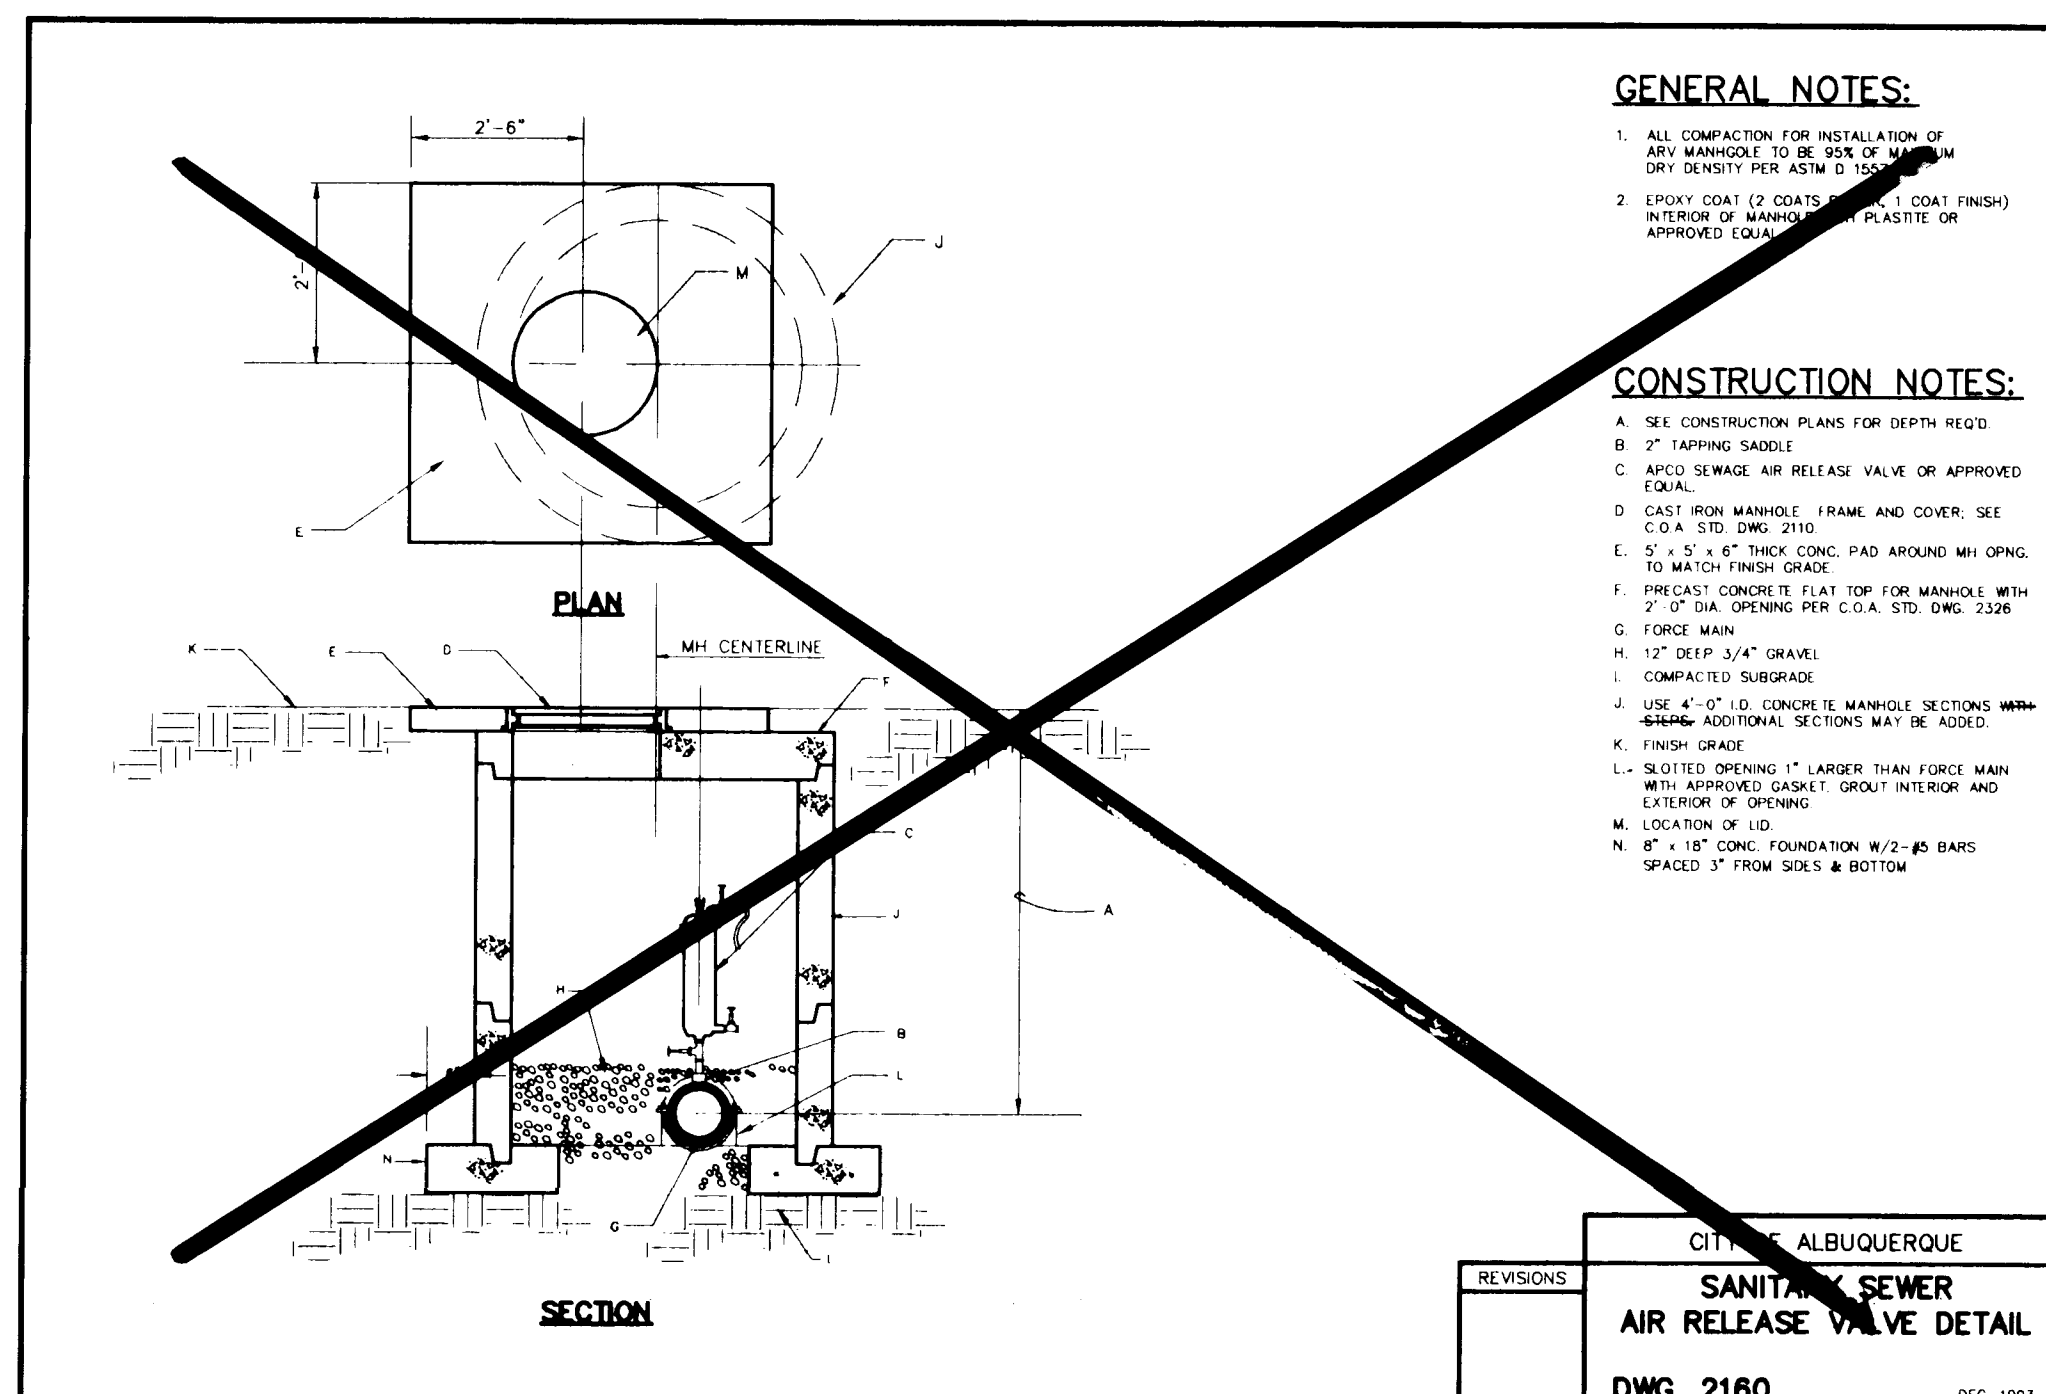 2'-6"
2'-
J
M
E
PLAN
MH CENTERLINE
K
E
D
F
C
A
J
H
B
L
N
G
I
SECTION
GENERAL NOTES:
1. ALL COMPACTION FOR INSTALLATION OF
ARV MANHGOLE TO BE 95% OF
DRY DENSITY PER ASTM D
2. EPOXY COAT (2 COATS 1 COAT FINISH)
INTERIOR OF PLASTITE OR
APPROVED EQUAL
CONSTRUCTION NOTES:
A. SEE CONSTRUCTION PLANS FOR DEPTH REQ'D.
B. 2" TAPPING SADDLE
C. APCO SEWAGE AIR RELEASE VALVE OR APPROVED
EQUAL.
D CAST IRON MANHOLE FRAME AND COVER; SEE
C.O.A STD. DWG. 2110.
E. 5' x 5' x 6" THICK CONC. PAD AROUND MH OPNG.
TO MATCH FINISH GRADE.
F. PRECAST CONCRETE FLAT TOP FOR MANHOLE WITH
2'-0" DIA. OPENING PER C.O.A. STD. DWG. 2326
G. FORCE MAIN
H. 12" DEEP 3/4" GRAVEL
I. COMPACTED SUBGRADE
J. USE 4'-0" I.D. CONCRETE MANHOLE SECTIONS WITH
STEPS. ADDITIONAL SECTIONS MAY BE ADDED.
K. FINISH GRADE
L.- SLOTTED OPENING 1" LARGER THAN FORCE MAIN
WITH APPROVED GASKET. GROUT INTERIOR AND
EXTERIOR OF OPENING.
M. LOCATION OF LID.
N. 8" x 18" CONC. FOUNDATION W/2-#5 BARS
SPACED 3" FROM SIDES & BOTTOM
CITY OF ALBUQUERQUE
REVISIONS
SANITARY SEWER
AIR RELEASE VALVE DETAIL
DWG. 2160